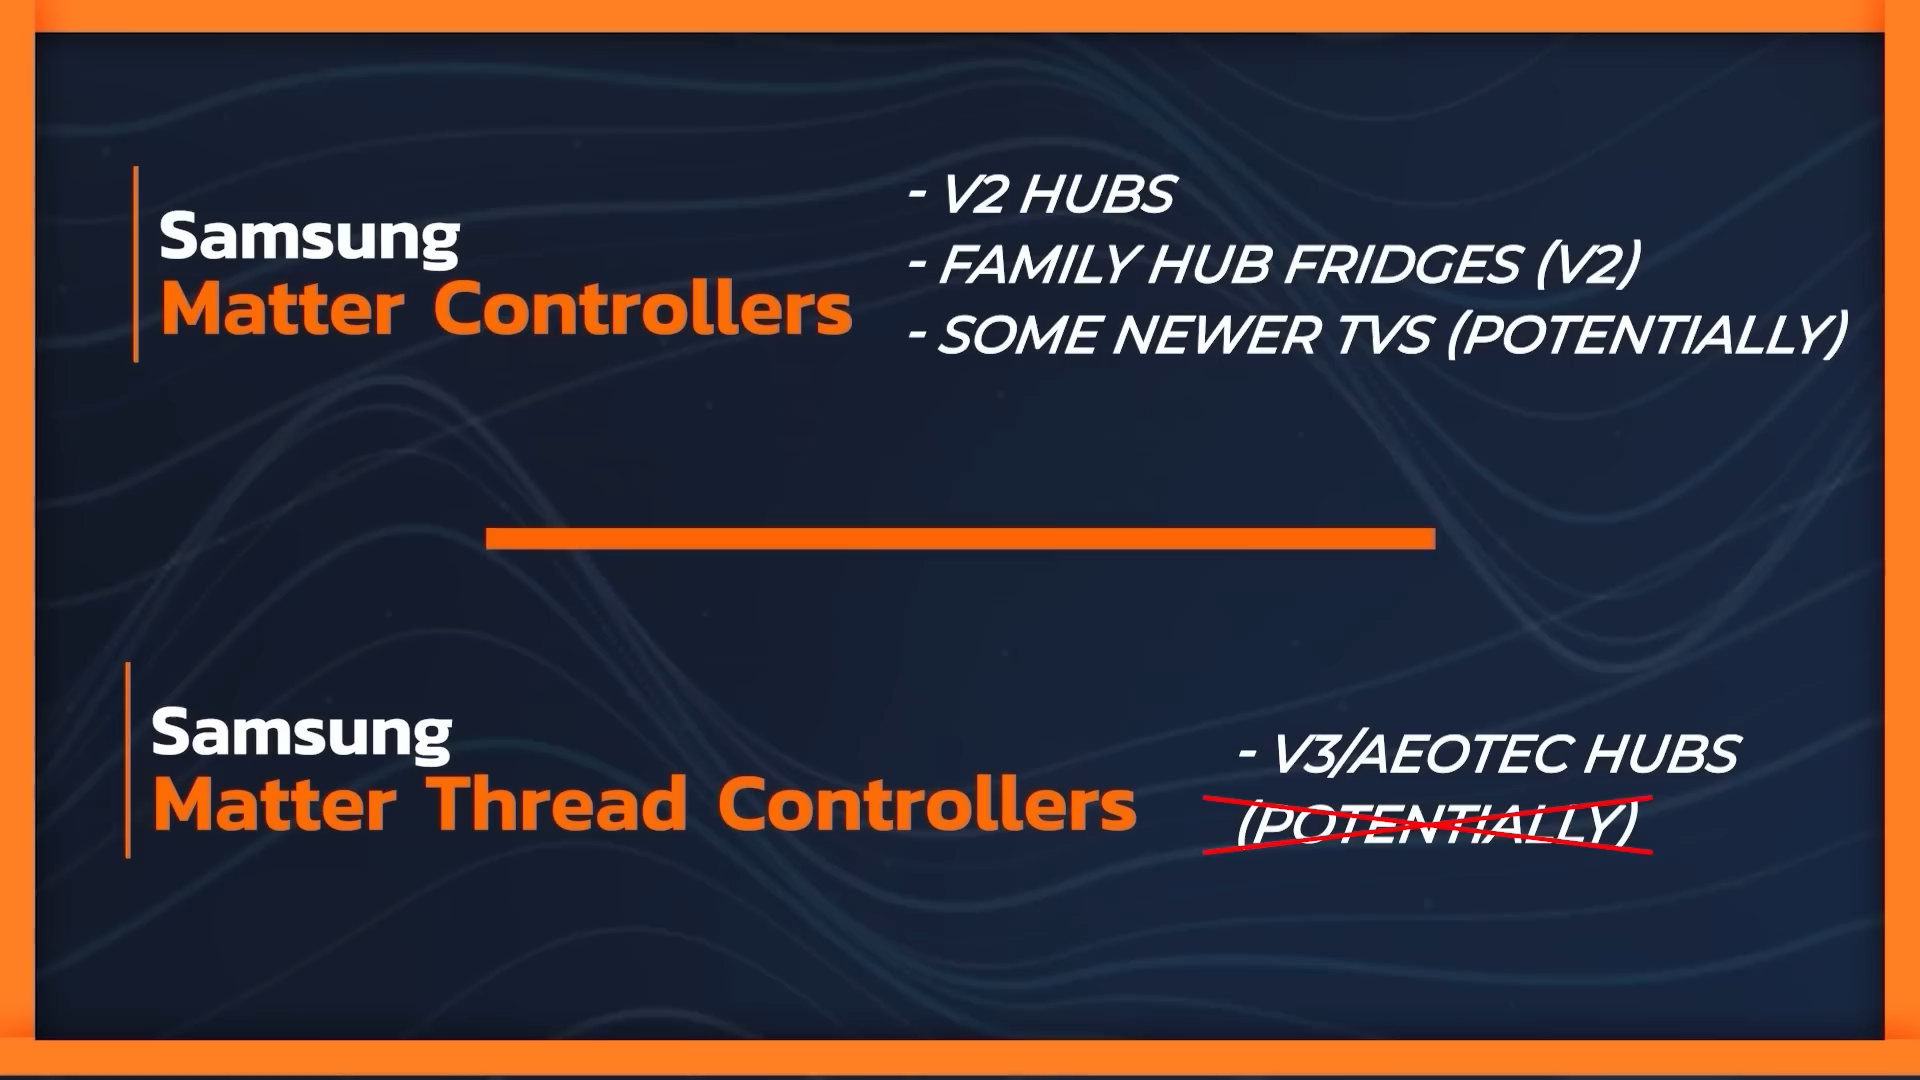 Samsung
Matter Controllers
- V2 HUBS
- FAMILY HUB FRIDGES (V2)
- SOME NEWER TVS (POTENTIALLY)
Samsung
Matter Thread Controllers
- V3/AEOTEC HUBS
(POTENTIALLY)